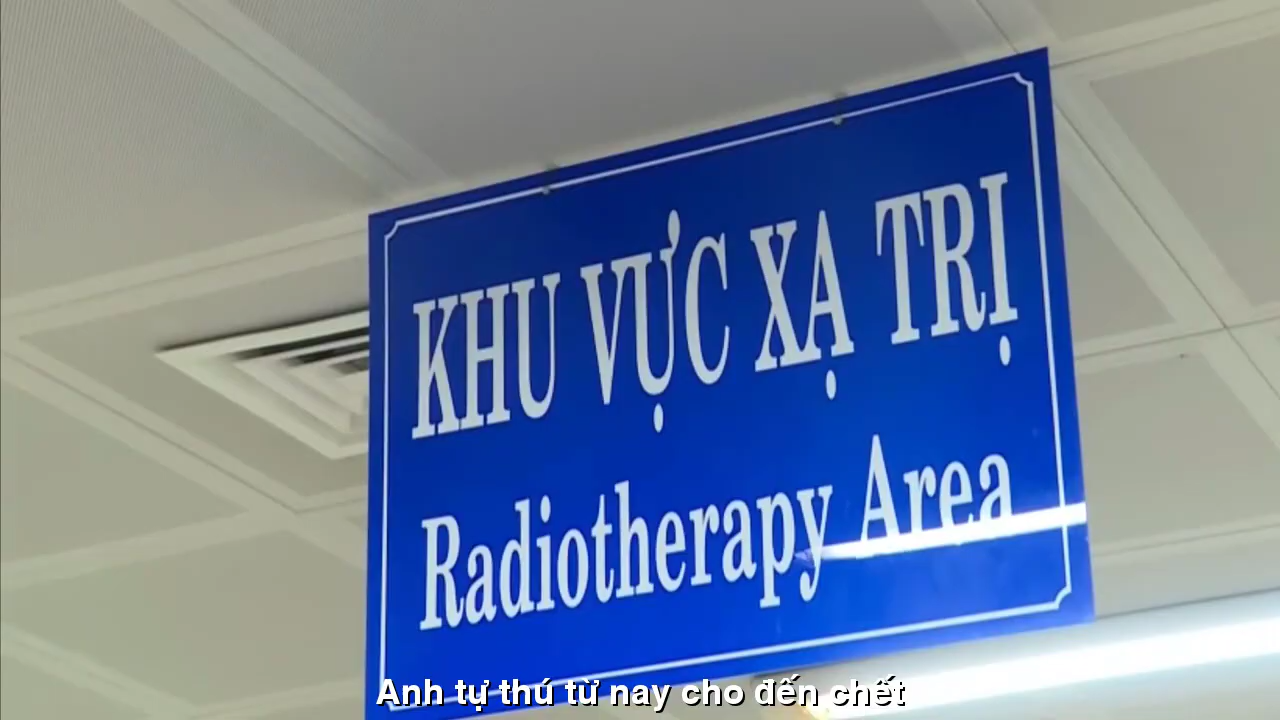 KHU VỰC XẠ TRỊ
Radiotherapy Area
Anh tự thú từ nay cho đến chết